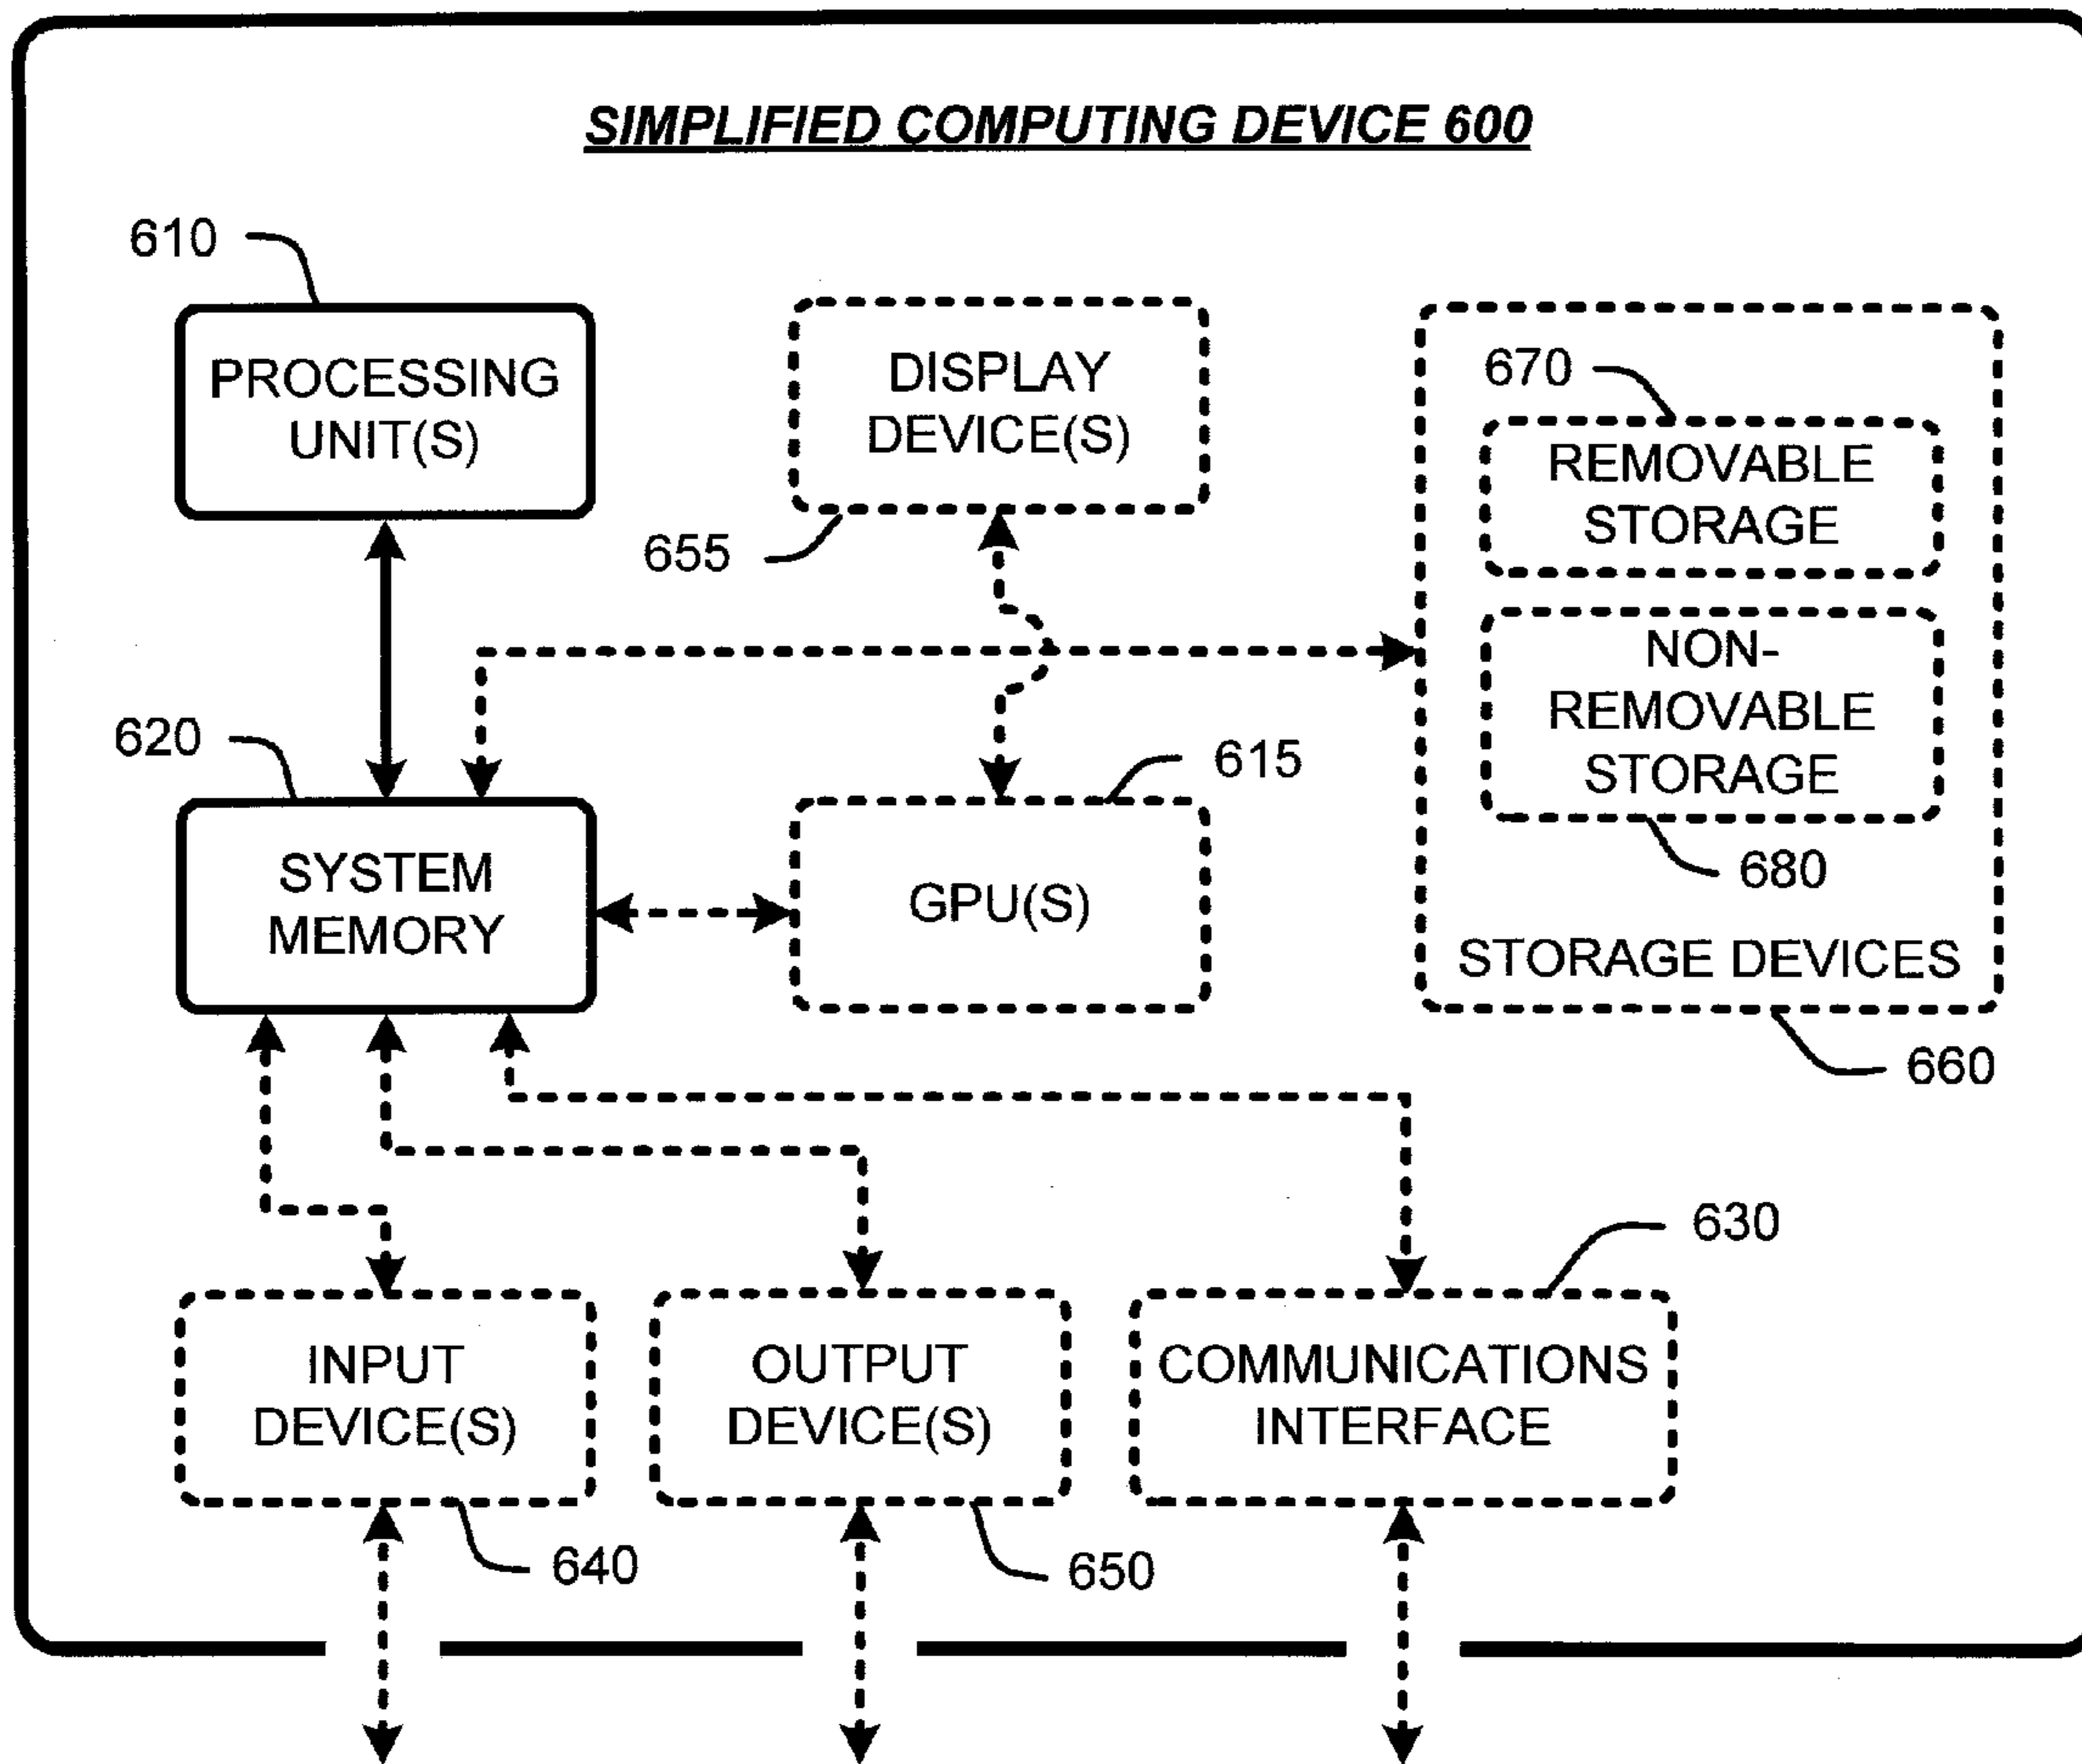 SIMPLIFIED COMPUTING DEVICE 600
610
PROCESSING
UNIT(S)
DISPLAY
DEVICE(S)
655
670
REMOVABLE
STORAGE
NON-
REMOVABLE
STORAGE
680
STORAGE DEVICES
660
620
SYSTEM
MEMORY
615
GPU(S)
630
INPUT
DEVICE(S)
640
OUTPUT
DEVICE(S)
650
COMMUNICATIONS
INTERFACE